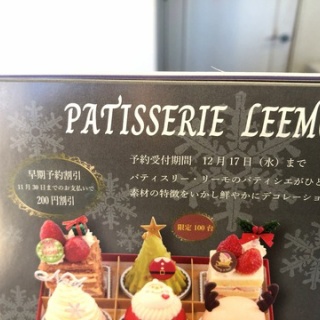 PATISSERIE LEEM
予約受付期間 12月17日(水)まで
パティスリー・リーモのパティシエがひと
素材の特徴をいかし鮮やかにデコレーショ
早期予約割引
11月30日までのお支払いで
200円割引
限定100台